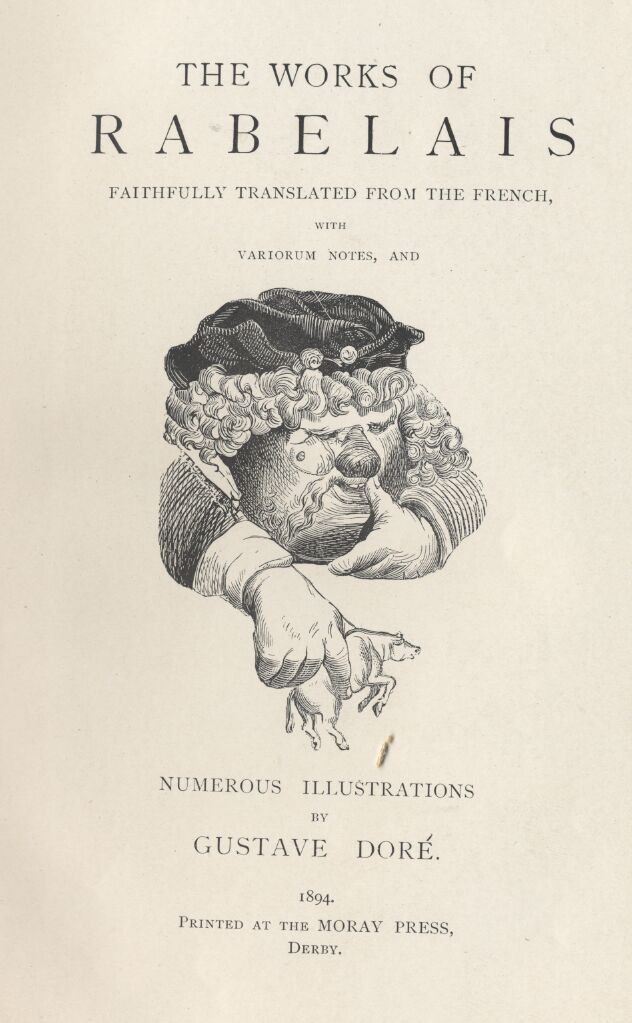 THE WORKS OF
RABELAIS
FAITHFULLY TRANSLATED FROM THE FRENCH,
WITH
VARIORUM NOTES, AND
NUMEROUS ILLUSTRATIONS
BY
GUSTAVE DORÉ.
1894.
PRINTED AT THE MORAY PRESS,
DERBY.